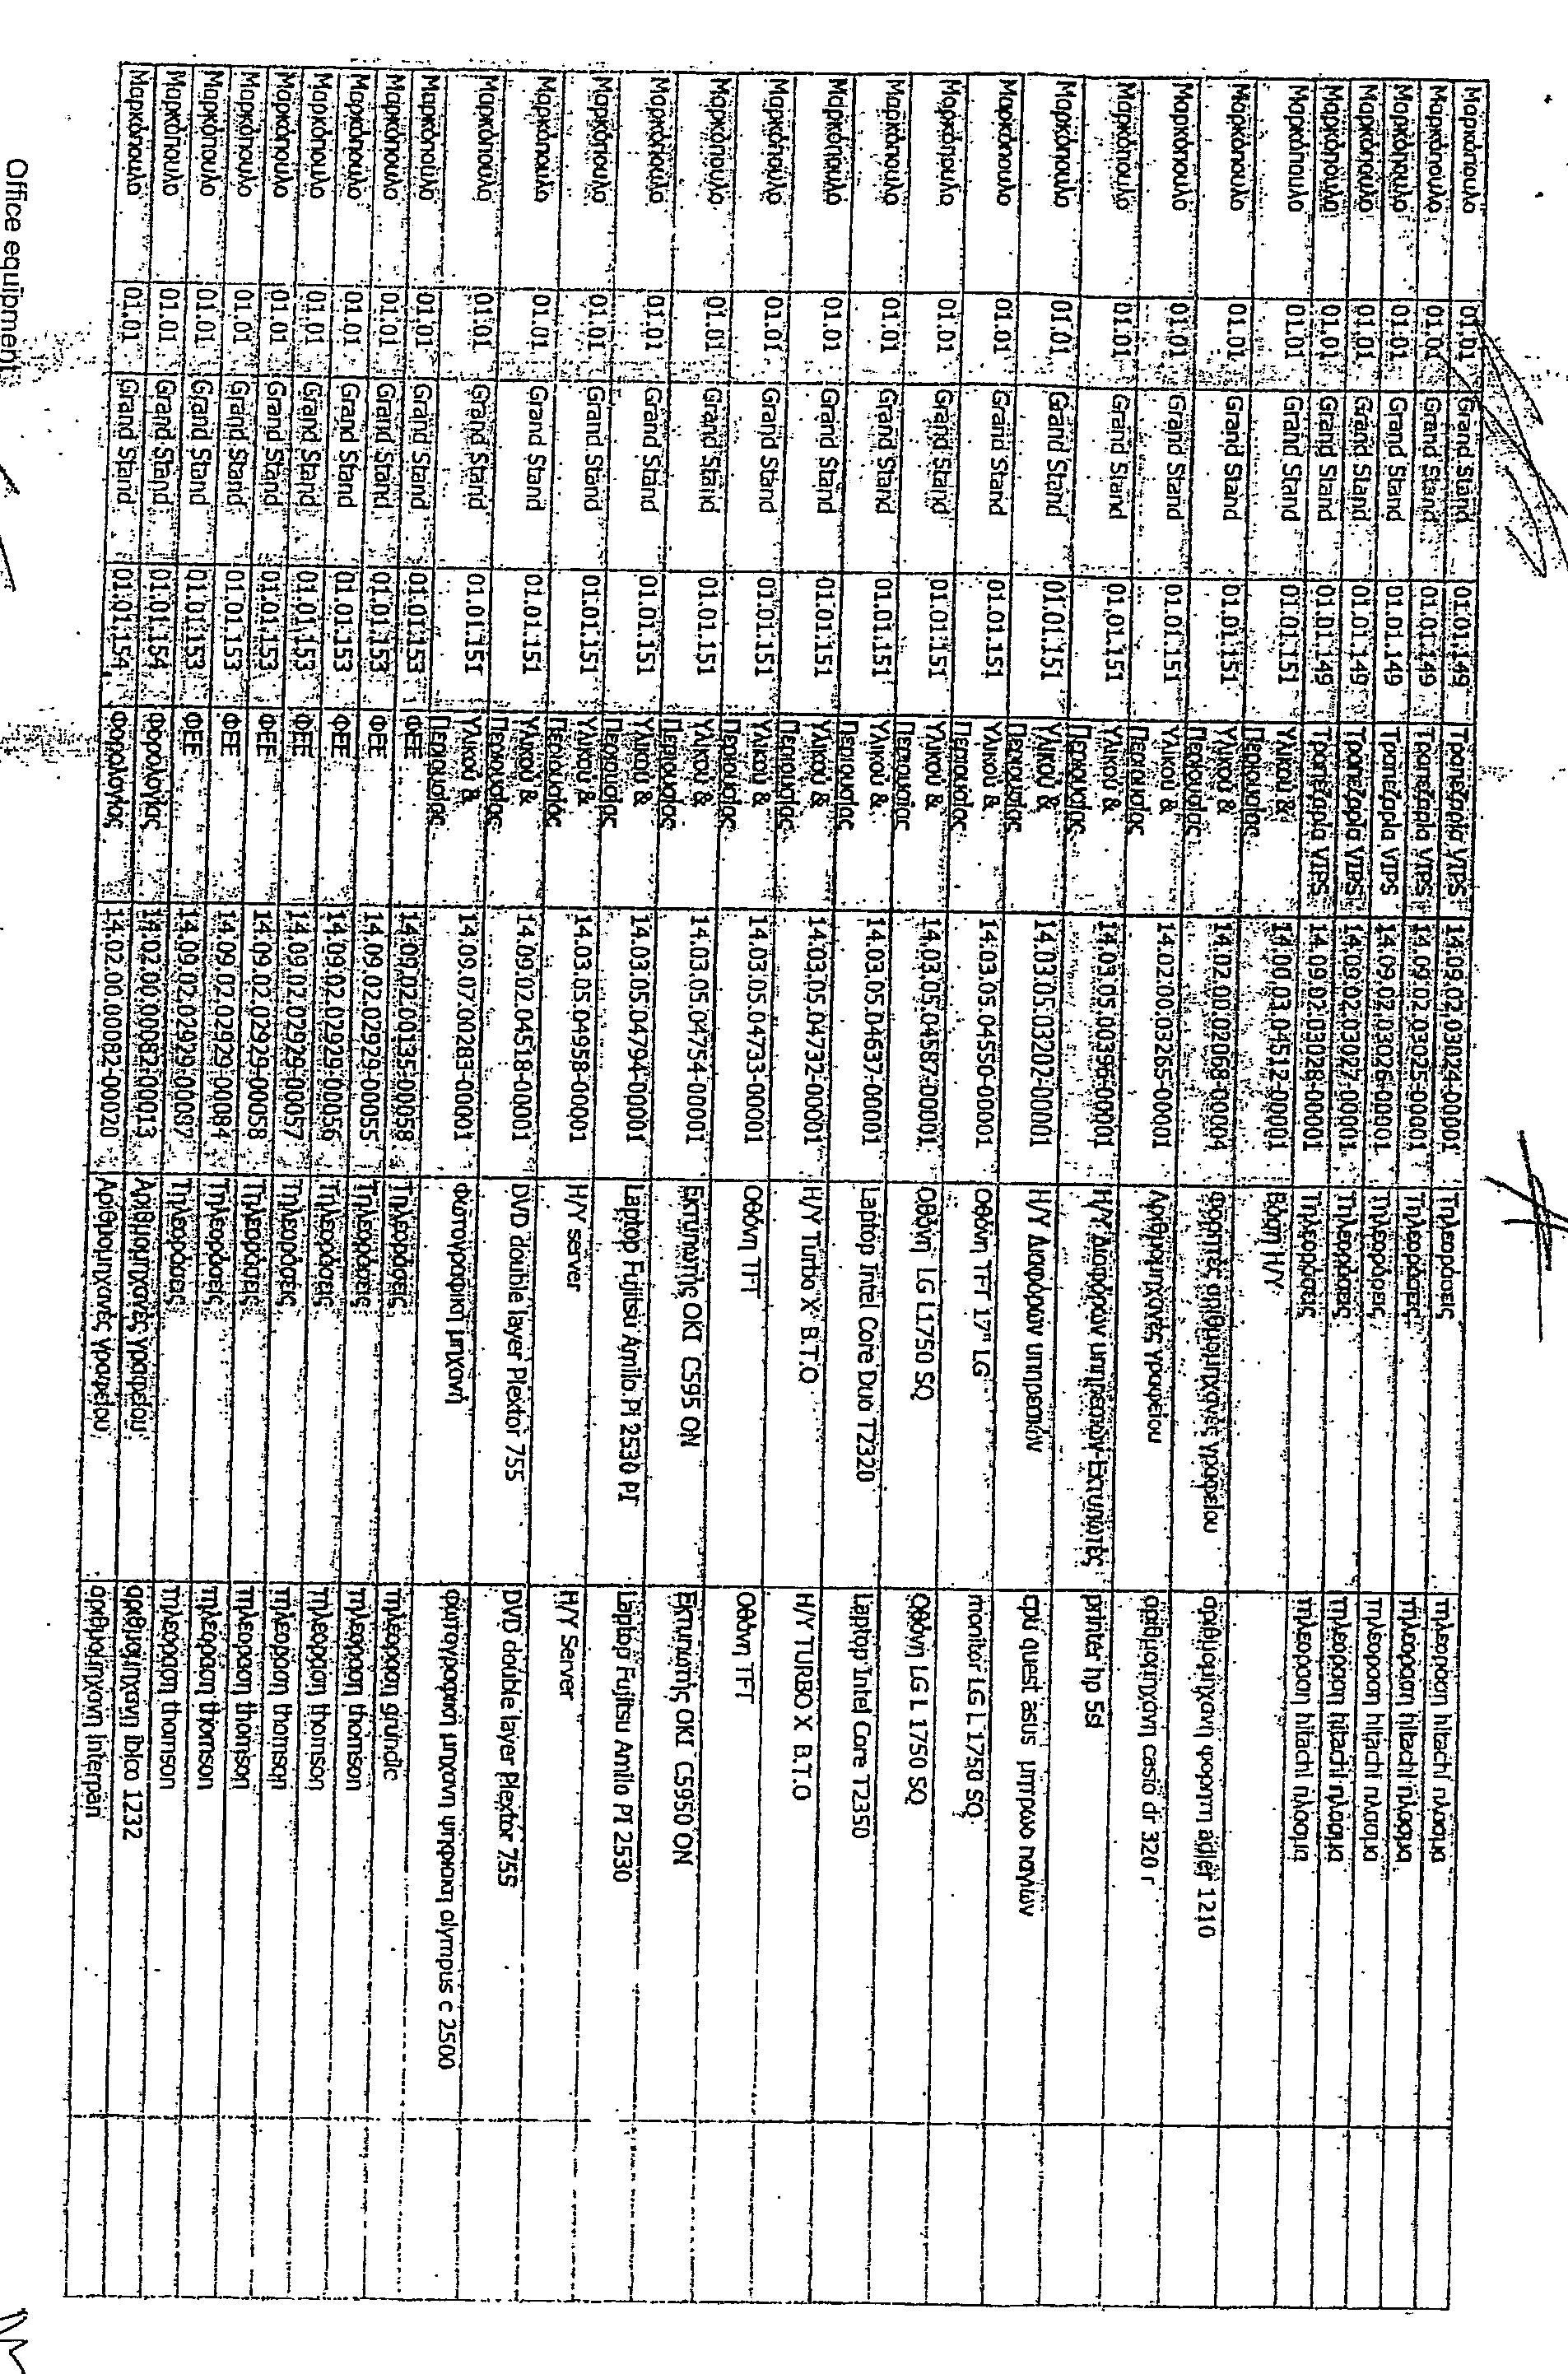 Μαρκόπουλο 01.01 Grand Stand 01.01.149 Τραπεζαρία VIPS 14.09.02.03024-00001 Τηλεοράσεις τηλεοραση hitachi πλασμα
Μαρκόπουλο 01.01 Grand Stand 01.01.149 Τραπεζαρία VIPS 14.09.02.03025-00001 Τηλεοράσεις τηλεοραση hitachi πλασμα
Μαρκόπουλο 01.01 Grand Stand 01.01.149 Τραπεζαρία VIPS 14.09.02.03026-00001 Τηλεοράσεις τηλεοραση hitachi πλασμα
Μαρκόπουλο 01.01 Grand Stand 01.01.149 Τραπεζαρία VIPS 14.09.02.03027-00001 Τηλεοράσεις τηλεοραση hitachi πλασμα
Μαρκόπουλο 01.01 Grand Stand 01.01.149 Τραπεζαρία VIPS 14.09.02.03028-00001 Τηλεοράσεις τηλεοραση hitachi πλασμα
Μαρκόπουλο 01.01 Grand Stand 01.01.151 Υλικού & 14.00.03.04512-00001 Βάση Η/Υ
Περιουσίας
Μαρκόπουλο 01.01 Grand Stand 01.01.151 Υλικού & 14.02.00.02068-00004 Φορητές αριθμομηχανές γραφείου αριθμομηχανη φορητη adler 1210
Περιουσίας
Μαρκόπουλο 01.01 Grand Stand 01.01.151 Υλικού & 14.02.00.03265-00001 Αριθμομηχανές γραφείου αριθμομηχανη casio dr 320 r
Περιουσίας
Μαρκόπουλο 01.01 Grand Stand 01.01.151 Υλικού & 14.03.05.00396-00001 Η/Υ Διαφόρων υπηρεσιών-Εκτυπωτές printer hp 5sl
Περιουσίας
Μαρκόπουλο 01.01 Grand Stand 01.01.151 Υλικού & 14.03.05.03202-00001 Η/Υ Διαφόρων υπηρεσιών cpu quest asus μητρωο παγίων
Περιουσίας
Μαρκόπουλο 01.01 Grand Stand 01.01.151 Υλικού & 14.03.05.04550-00001 Οθόνη TFT 17" LG monitor LG L 1750 SQ
Περιουσίας
Μαρκόπουλο 01.01 Grand Stand 01.01.151 Υλικού & 14.03.05.04587-00001 Οθόνη LG L1750 SQ Οθόνη LG L 1750 SQ
Περιουσίας
Μαρκόπουλο 01.01 Grand Stand 01.01.151 Υλικού & 14.03.05.04637-00001 Laptop Intel Core Duo T2320 Laptop Intel Core T2350
Περιουσίας
Μαρκόπουλο 01.01 Grand Stand 01.01.151 Υλικού & 14.03.05.04732-00001 Η/Υ Turbo X B.T.O Η/Υ TURBO X B.T.O
Περιουσίας
Μαρκόπουλο 01.01 Grand Stand 01.01.151 Υλικού & 14.03.05.04733-00001 Οθόνη TFT Οθόνη TFT
Περιουσίας
Μαρκόπουλο 01.01 Grand Stand 01.01.151 Υλικού & 14.03.05.04754-00001 Εκτυπωτής OKI C595 ON Εκτυπωτής OKI C5950 ON
Περιουσίας
Μαρκόπουλο 01.01 Grand Stand 01.01.151 Υλικού & 14.03.05.04794-00001 Laptop Fujitsu Amilo PI 2530 PI Laptop Fujitsu Amilo PI 2530
Περιουσίας
Μαρκόπουλο 01.01 Grand Stand 01.01.151 Υλικού & 14.03.05.04958-00001 Η/Υ server Η/Υ Server
Περιουσίας
Μαρκόπουλο 01.01 Grand Stand 01.01.151 Υλικού & 14.09.02.04518-00001 DVD double layer Plextor 755 DVD double layer Plextor 755
Περιουσίας
Μαρκόπουλο 01.01 Grand Stand 01.01.151 Υλικού & 14.09.07.00283-00001 Φωτογραφική μηχανή φωτογραφικη μηχανη ψηφιακη olympus c 2500
Περιουσίας
Μαρκόπουλο 01.01 Grand Stand 01.01.153 ΦΕΕ 14.09.02.00135-00058 Τηλεοράσεις τηλεοραση grundic
Μαρκόπουλο 01.01 Grand Stand 01.01.153 ΦΕΕ 14.09.02.02929-00055 Τηλεοράσεις τηλεοραση thomson
Μαρκόπουλο 01.01 Grand Stand 01.01.153 ΦΕΕ 14.09.02.02929-00056 Τηλεοράσεις τηλεοραση thomson
Μαρκόπουλο 01.01 Grand Stand 01.01.153 ΦΕΕ 14.09.02.02929-00057 Τηλεοράσεις τηλεοραση thomson
Μαρκόπουλο 01.01 Grand Stand 01.01.153 ΦΕΕ 14.09.02.02929-00058 Τηλεοράσεις τηλεοραση thomson
Μαρκόπουλο 01.01 Grand Stand 01.01.153 ΦΕΕ 14.09.02.02929-00084 Τηλεοράσεις τηλεοραση thomson
Μαρκόπουλο 01.01 Grand Stand 01.01.153 ΦΕΕ 14.09.02.02929-00087 Τηλεοράσεις τηλεοραση thomson
Μαρκόπουλο 01.01 Grand Stand 01.01.154 Φορολογίας 14.02.00.00082-00013 Αριθμομηχανές γραφείου αριθμομηχανη ibico 1232
Μαρκόπουλο 01.01 Grand Stand 01.01.154 Φορολογίας 14.02.00.00082-00020 Αριθμομηχανές γραφείου αριθμομηχανη interpan
Office equipment